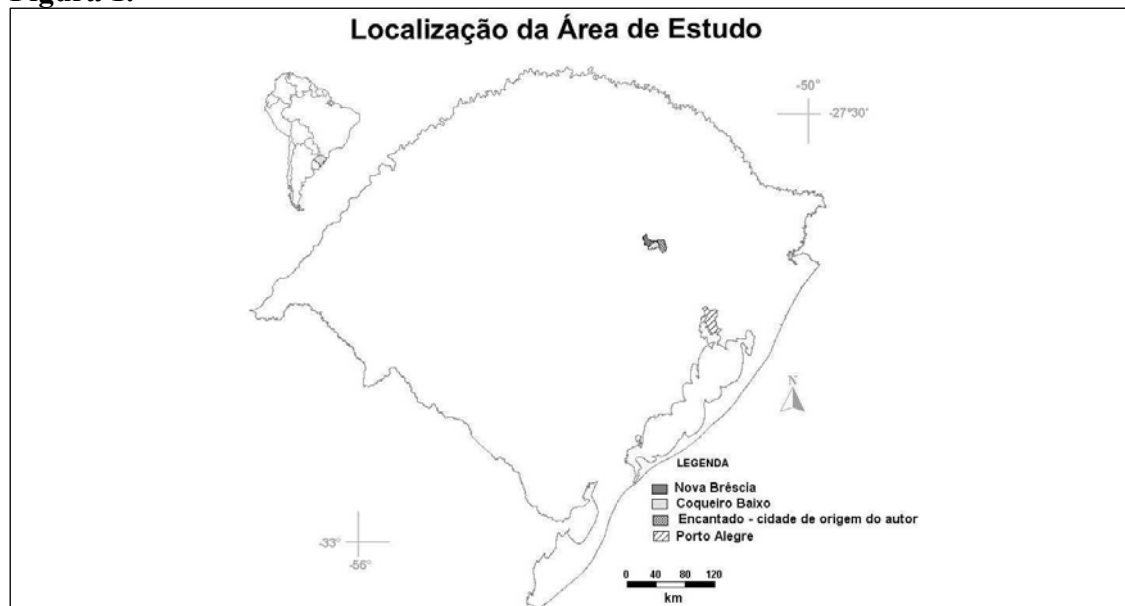 Figura 1.
Localização da Área de Estudo
-50°
-27°30'
N
LEGENDA
Nova Bréscia
Coqueiro Baixo
Encantado - cidade de origem do autor
Porto Alegre
-33°
-56°
0 40 80 120
km